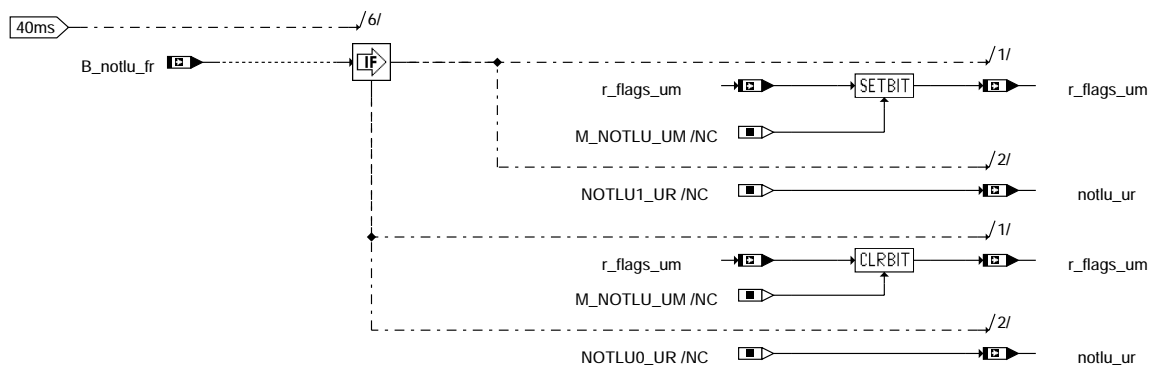 40ms
/6/
B_notlu_fr
IF
/1/
r_flags_um
SETBIT
r_flags_um
M_NOTLU_UM /NC
/2/
NOTLU1_UR /NC
notlu_ur
/1/
r_flags_um
CLRBIT
r_flags_um
M_NOTLU_UM /NC
/2/
NOTLU0_UR /NC
notlu_ur